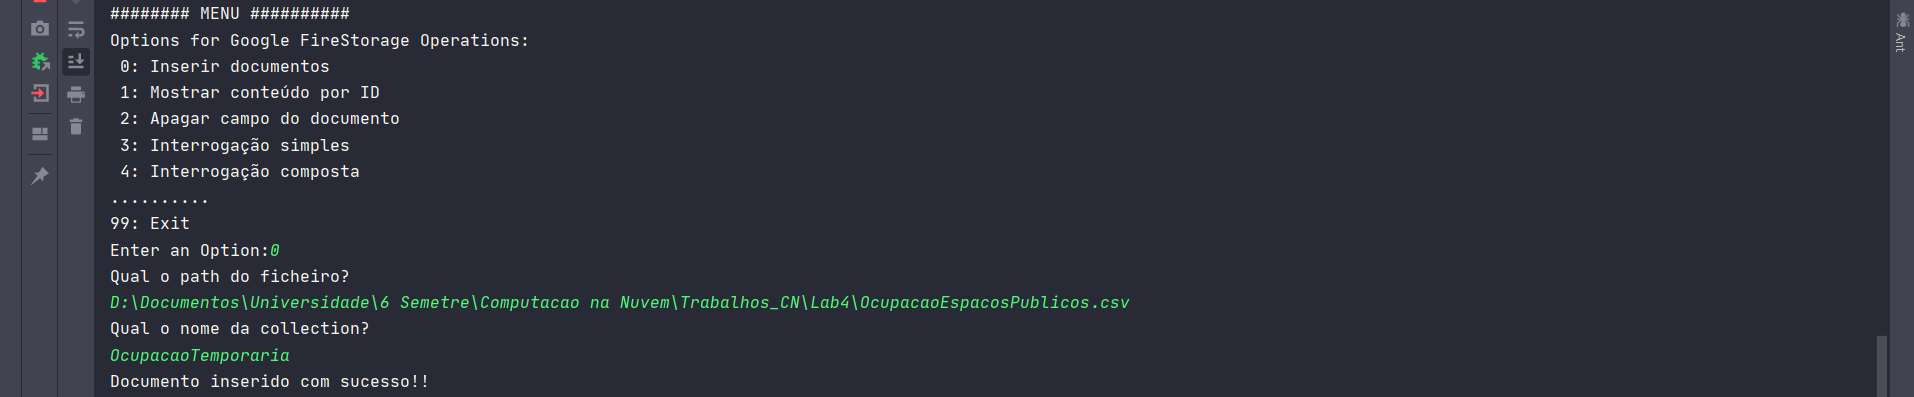 ######## MENU ##########
Options for Google FireStorage Operations:
0: Inserir documentos
1: Mostrar conteúdo por ID
2: Apagar campo do documento
3: Interrogação simples
4: Interrogação composta
..........
99: Exit
Enter an Option:0
Qual o path do ficheiro?
D:\Documentos\Universidade\6 Semetre\Computacao na Nuvem\Trabalhos_CN\Lab4\OcupacaoEspacosPublicos.csv
Qual o nome da collection?
OcupacaoTemporaria
Documento inserido com sucesso!!
Ant